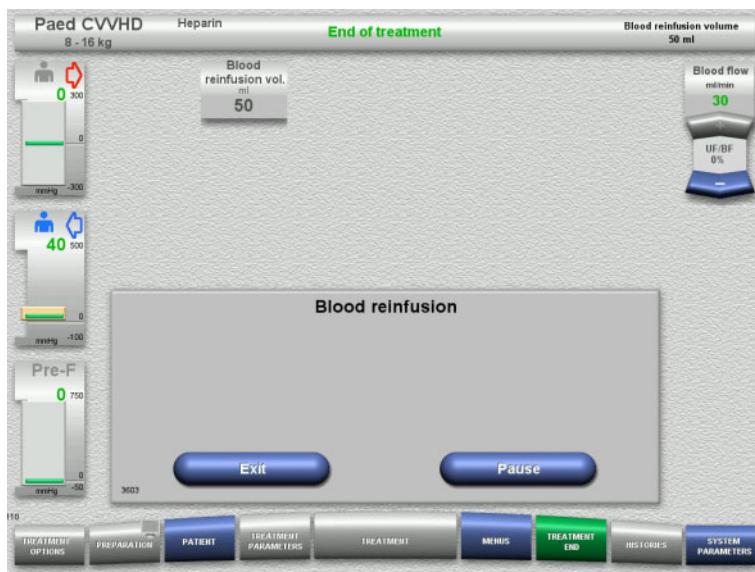 Paed CVVHD
8 - 16 kg
Heparin
End of treatment
Blood reinfusion volume
50 ml
0
300
0
-300
mmHg
Blood
reinfusion vol.
ml
50
Blood flow
ml/min
30
+
UF/BF
0%
−
40
500
0
-100
mmHg
Pre-F
0
750
0
-50
mmHg
Blood reinfusion
Exit
Pause
3603
TREATMENT
OPTIONS
PREPARATION
PATIENT
TREATMENT
PARAMETERS
TREATMENT
MENUS
TREATMENT
END
HISTORIES
SYSTEM
PARAMETERS